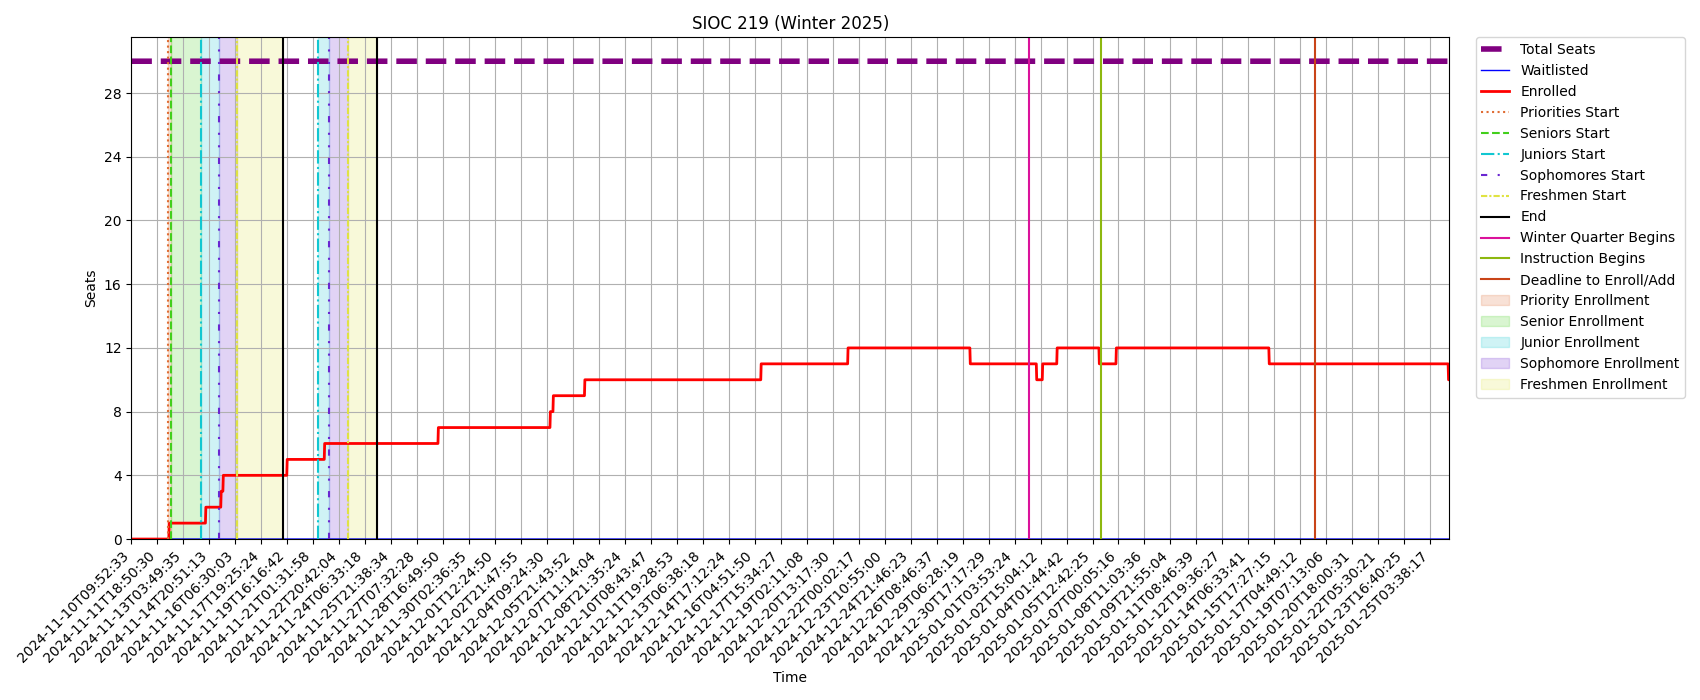 SIOC 219 (Winter 2025)
Seats
28
24
20
16
12
8
4
0
2024-11-10T09:52:33
2024-11-11T18:50:30
2024-11-13T03:49:35
2024-11-14T20:51:13
2024-11-16T06:30:03
2024-11-17T19:25:24
2024-11-19T16:16:42
2024-11-21T01:31:58
2024-11-22T20:42:04
2024-11-24T06:33:18
2024-11-25T21:38:34
2024-11-27T07:32:28
2024-11-28T16:49:50
2024-11-30T02:36:35
2024-12-01T12:24:50
2024-12-02T21:47:55
2024-12-04T09:24:30
2024-12-05T21:43:52
2024-12-07T11:14:04
2024-12-08T21:35:24
2024-12-10T08:43:47
2024-12-11T19:28:53
2024-12-13T06:38:18
2024-12-14T17:12:24
2024-12-16T04:51:50
2024-12-17T15:34:27
2024-12-19T02:11:08
2024-12-20T13:17:30
2024-12-22T00:02:17
2024-12-23T10:55:00
2024-12-24T21:46:23
2024-12-26T08:46:37
2024-12-29T06:28:19
2024-12-30T17:17:29
2025-01-01T03:53:24
2025-01-02T15:04:12
2025-01-04T01:44:42
2025-01-05T12:42:25
2025-01-07T00:05:16
2025-01-08T11:03:36
2025-01-09T21:55:04
2025-01-11T08:46:39
2025-01-12T19:36:27
2025-01-14T06:33:41
2025-01-15T17:27:15
2025-01-17T04:49:12
2025-01-19T07:13:06
2025-01-20T18:00:31
2025-01-22T05:30:21
2025-01-23T16:40:25
2025-01-25T03:38:17
Time
Total Seats
Waitlisted
Enrolled
Priorities Start
Seniors Start
Juniors Start
Sophomores Start
Freshmen Start
End
Winter Quarter Begins
Instruction Begins
Deadline to Enroll/Add
Priority Enrollment
Senior Enrollment
Junior Enrollment
Sophomore Enrollment
Freshmen Enrollment